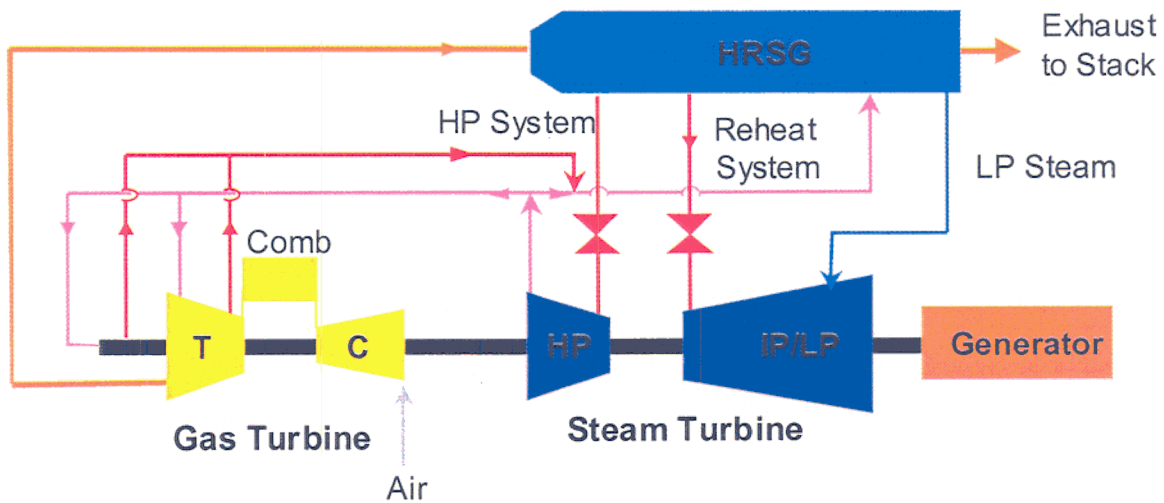 HRSG
Exhaust
to Stack
HP System
Reheat
System
LP Steam
Comb
T
C
HP
IP/LP
Generator
Gas Turbine
Steam Turbine
Air